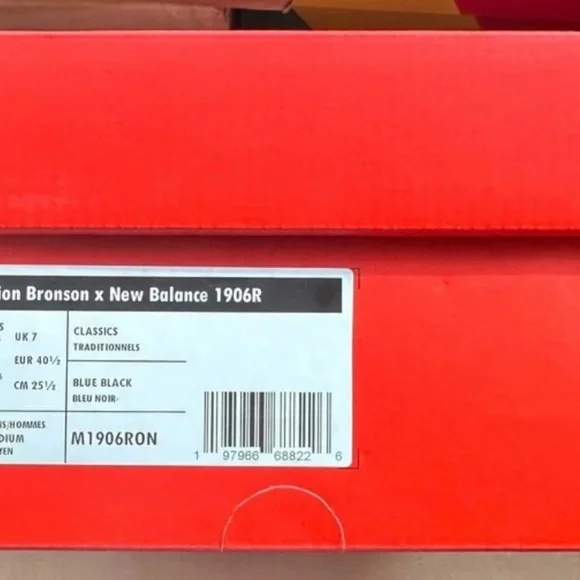 ion Bronson x New Balance 1906R
S UK 7
EUR 40½
CM 25½
CLASSICS
TRADITIONNELS
BLUE BLACK
BLEU NOIR
S/HOMMES
DIUM
YEN
M1906RON
1 97966 68822 6